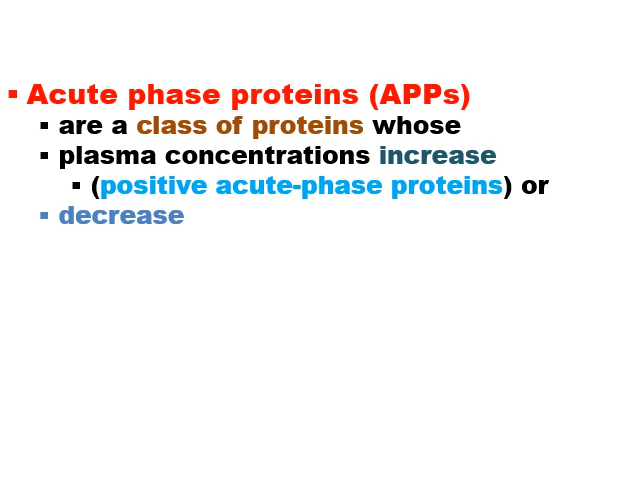 ▪ Acute phase proteins (APPs)
▪ are a class of proteins whose
▪ plasma concentrations increase
▪ (positive acute-phase proteins) or
▪ decrease